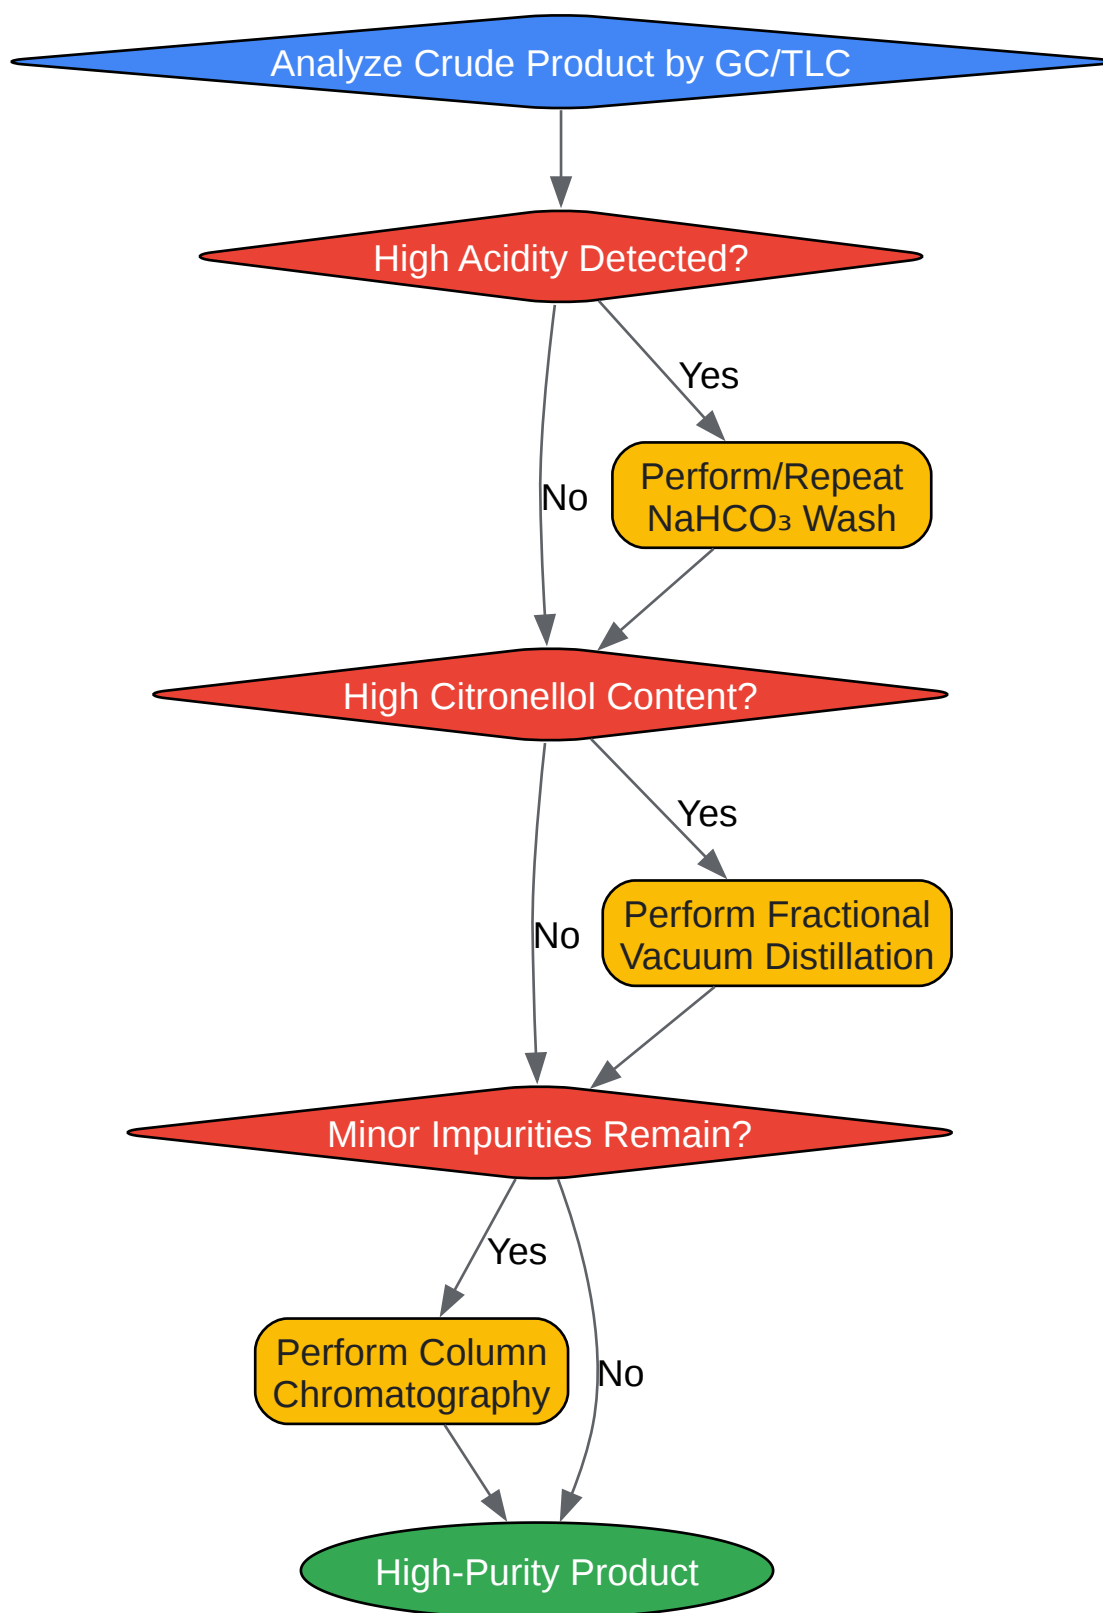 Analyze Crude Product by GC/TLC
High Acidity Detected?
Yes
Perform/Repeat
NaHCO₃ Wash
No
High Citronellol Content?
Yes
Perform Fractional
Vacuum Distillation
No
Minor Impurities Remain?
Yes
Perform Column
Chromatography
No
High-Purity Product